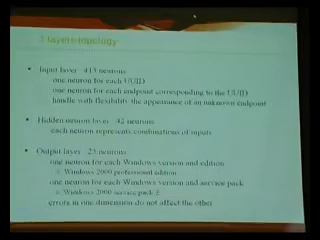 3 layers topology
Input layer 413 neurons
one neuron for each UUID
one neuron for each endpoint corresponding to the UUID
handle with flexibility the appearance of an unknown endpoint
Hidden neuron layer 42 neurons
each neuron represents combinations of inputs
Output layer 25 neurons
one neuron for each Windows version and edition
Windows 2000 professional edition
one neuron for each Windows version and service pack
Windows 2000 service pack 2
errors in one dimension do not affect the other